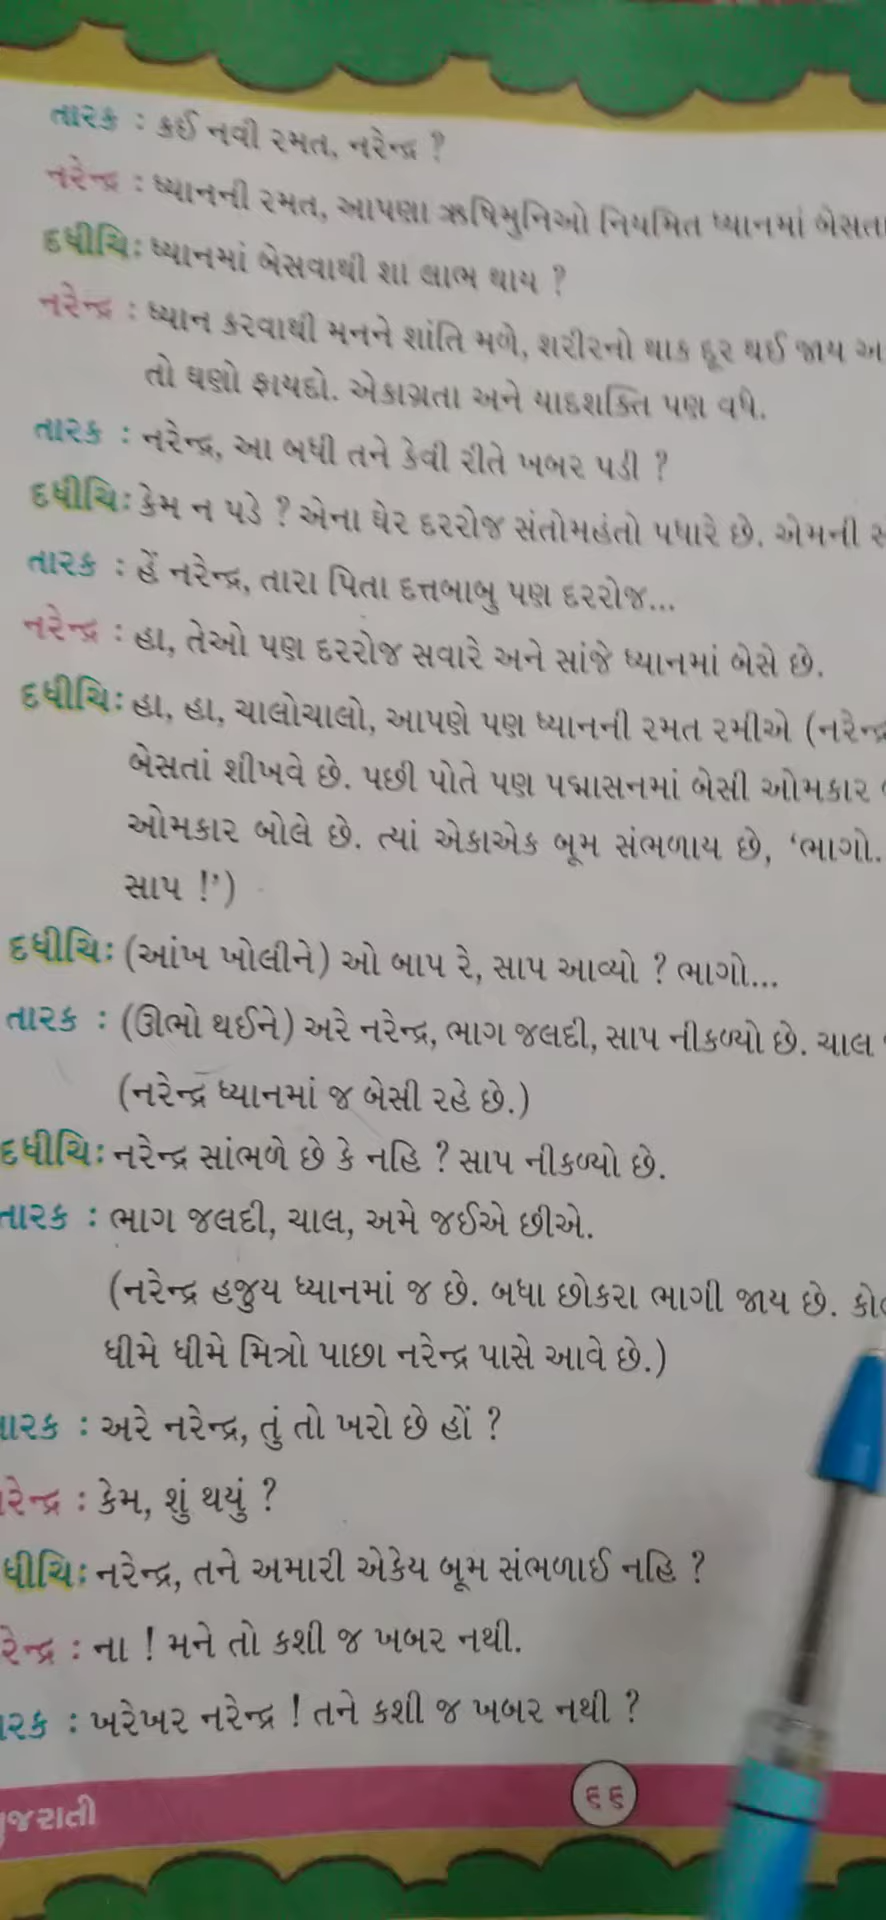 તારક : કઈ નવી રમત, નરેન્દ્ર ?
નરેન્દ્ર : ધ્યાનની રમત, આપણા ઋષિમુનિઓ નિયમિત ધ્યાનમાં બેસતા
દધીચિ: ધ્યાનમાં બેસવાથી શા લાભ થાય ?
નરેન્દ્ર : ધ્યાન કરવાથી મનને શાંતિ મળે, શરીરનો થાક દૂર થઈ જાય
તો ઘણો ફાયદો. એકાગ્રતા અને યાદશક્તિ પણ વધે.
તારક : નરેન્દ્ર, આ બધી તને કેવી રીતે ખબર પડી ?
દધીચિ: કેમ ન પડે ? એના ઘેર દરરોજ સંતોમહંતો પધારે છે. એમની
તારક : હેં નરેન્દ્ર, તારા પિતા દત્તબાબુ પણ દરરોજ...
નરેન્દ્ર : હા, તેઓ પણ દરરોજ સવારે અને સાંજે ધ્યાનમાં બેસે છે.
દધીચિ: હા, હા, ચાલોચાલો, આપણે પણ ધ્યાનની રમત રમીએ (નરેન્દ્ર
બેસતાં શીખવે છે. પછી પોતે પણ પદ્માસનમાં બેસી ઓમકાર
ઓમકાર બોલે છે. ત્યાં એકાએક બૂમ સંભળાય છે, ‘ભાગો.
સાપ !’)
દધીચિ: (આંખ ખોલીને) ઓ બાપ રે, સાપ આવ્યો ? ભાગો...
તારક : (ઊભો થઈને) અરે નરેન્દ્ર, ભાગ જલદી, સાપ નીકળ્યો છે. ચાલ
(નરેન્દ્ર ધ્યાનમાં જ બેસી રહે છે.)
દધીચિ: નરેન્દ્ર સાંભળે છે કે નહિ ? સાપ નીકળ્યો છે.
તારક : ભાગ જલદી, ચાલ, અમે જઈએ છીએ.
(નરેન્દ્ર હજુય ધ્યાનમાં જ છે. બધા છોકરા ભાગી જાય છે.
ધીમે ધીમે મિત્રો પાછા નરેન્દ્ર પાસે આવે છે.)
ારક : અરે નરેન્દ્ર, તું તો ખરો છે હોં ?
રેન્દ્ર : કેમ, શું થયું ?
ધીચિ: નરેન્દ્ર, તને અમારી એકેય બૂમ સંભળાઈ નહિ ?
રેન્દ્ર : ના ! મને તો કશી જ ખબર નથી.
ારક : ખરેખર નરેન્દ્ર ! તને કશી જ ખબર નથી ?
ુજરાતી
૬૬